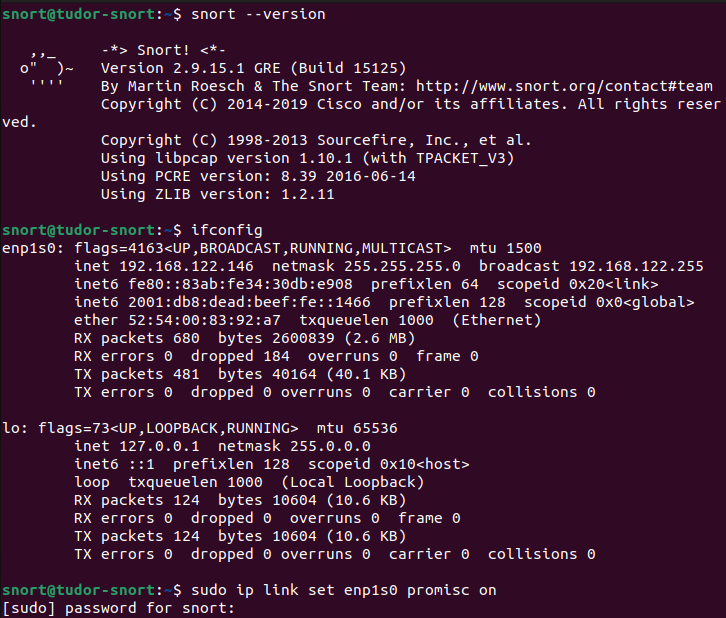 snort@tudor-snort:~$ snort --version

   ,,_     -*> Snort! <*-
  o"  )~   Version 2.9.15.1 GRE (Build 15125)
   ''''    By Martin Roesch & The Snort Team: http://www.snort.org/contact#team
           Copyright (C) 2014-2019 Cisco and/or its affiliates. All rights reser
ved.
           Copyright (C) 1998-2013 Sourcefire, Inc., et al.
           Using libpcap version 1.10.1 (with TPACKET_V3)
           Using PCRE version: 8.39 2016-06-14
           Using ZLIB version: 1.2.11

snort@tudor-snort:~$ ifconfig
enp1s0: flags=4163<UP,BROADCAST,RUNNING,MULTICAST>  mtu 1500
        inet 192.168.122.146  netmask 255.255.255.0  broadcast 192.168.122.255
        inet6 fe80::83ab:fe34:30db:e908  prefixlen 64  scopeid 0x20<link>
        inet6 2001:db8:dead:beef:fe::1466  prefixlen 128  scopeid 0x0<global>
        ether 52:54:00:83:92:a7  txqueuelen 1000  (Ethernet)
        RX packets 680  bytes 2600839 (2.6 MB)
        RX errors 0  dropped 184  overruns 0  frame 0
        TX packets 481  bytes 40164 (40.1 KB)
        TX errors 0  dropped 0 overruns 0  carrier 0  collisions 0

lo: flags=73<UP,LOOPBACK,RUNNING>  mtu 65536
        inet 127.0.0.1  netmask 255.0.0.0
        inet6 ::1  prefixlen 128  scopeid 0x10<host>
        loop  txqueuelen 1000  (Local Loopback)
        RX packets 124  bytes 10604 (10.6 KB)
        RX errors 0  dropped 0  overruns 0  frame 0
        TX packets 124  bytes 10604 (10.6 KB)
        TX errors 0  dropped 0 overruns 0  carrier 0  collisions 0

snort@tudor-snort:~$ sudo ip link set enp1s0 promisc on
[sudo] password for snort: